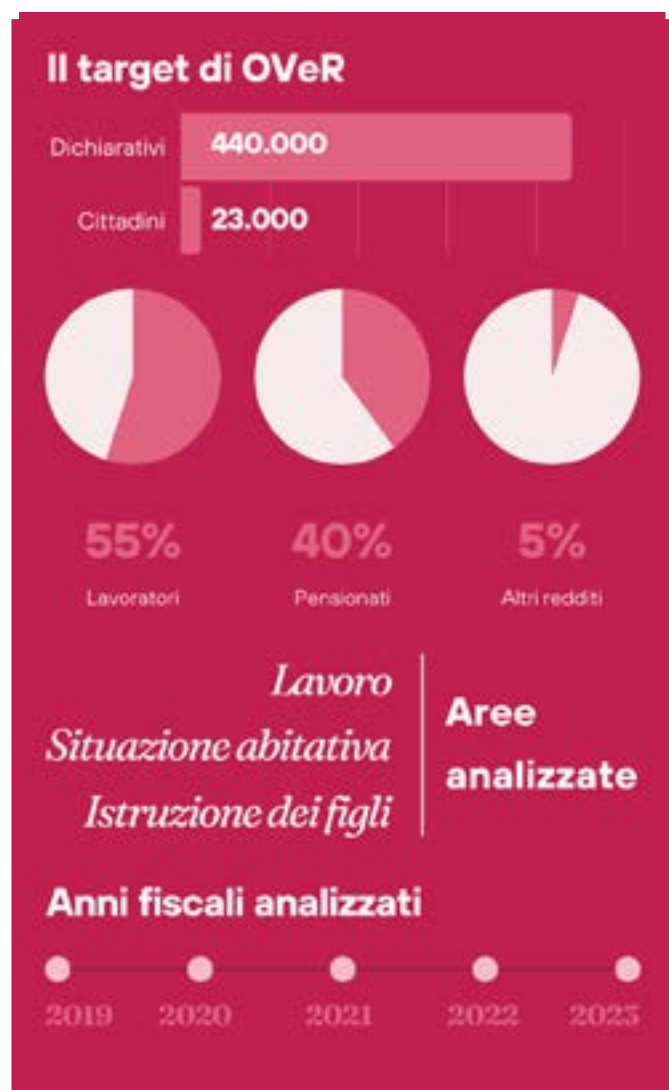 Il target di OVeR
Dichiarativi 440.000
Cittadini 23.000
55% 40% 5%
Lavoratori Pensionati Altri redditi
Lavoro
Situazione abitativa
Istruzione dei figli
Aree
analizzate
Anni fiscali analizzati
2019 2020 2021 2022 2023